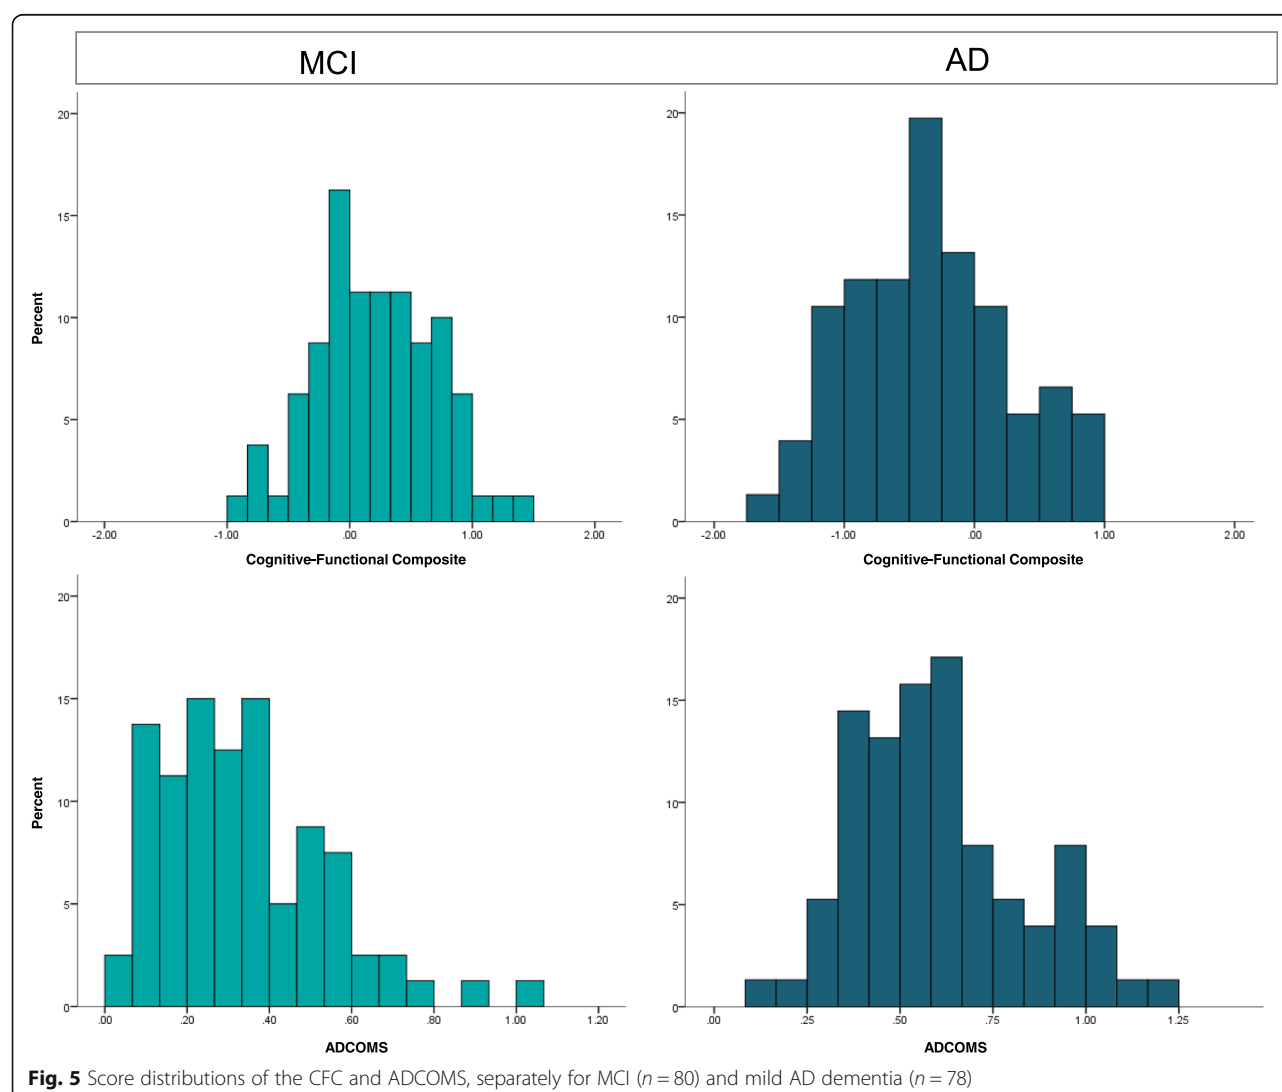 MCI AD
20
15
10
5
0
Percent
-2.00 -1.00 .00 1.00 2.00
Cognitive-Functional Composite
20
15
10
5
0
-2.00 -1.00 .00 1.00 2.00
Cognitive-Functional Composite
20
15
10
5
0
Percent
.00 .20 .40 .60 .80 1.00 1.20
ADCOMS
20
15
10
5
0
.00 .25 .50 .75 1.00 1.25
ADCOMS
Fig. 5 Score distributions of the CFC and ADCOMS, separately for MCI (n = 80) and mild AD dementia (n = 78)